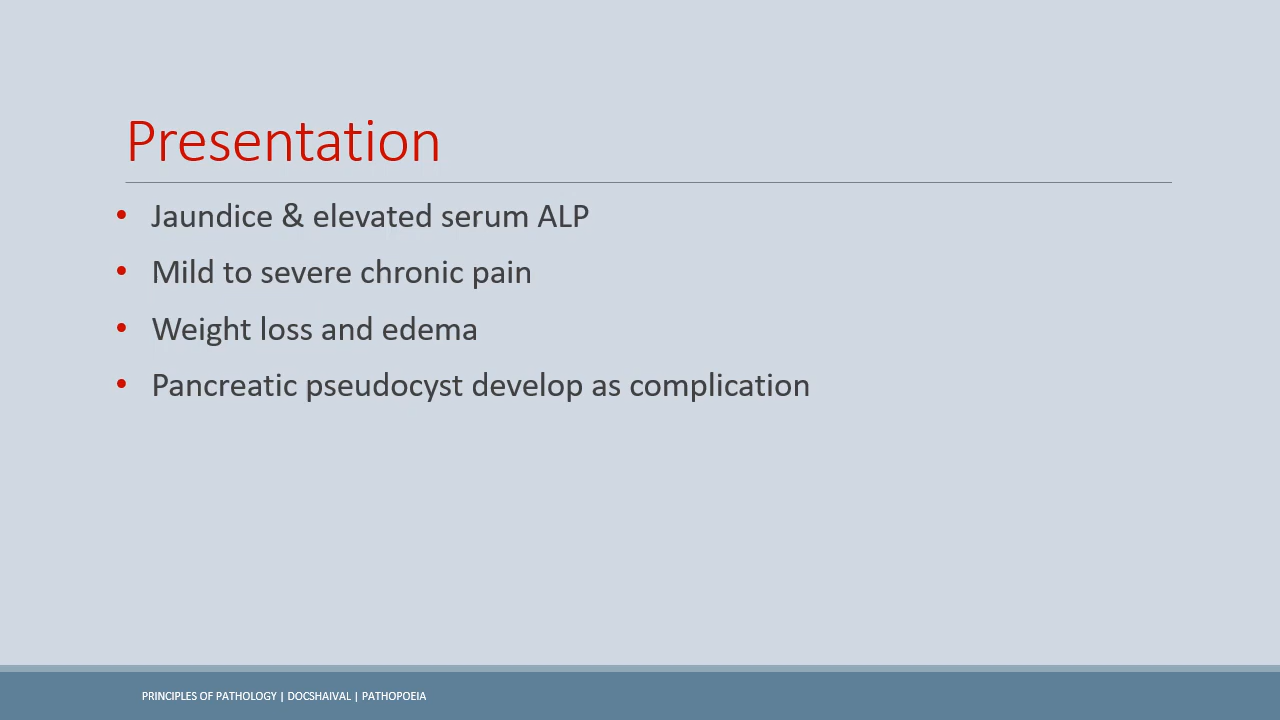 Presentation
• Jaundice & elevated serum ALP
• Mild to severe chronic pain
• Weight loss and edema
• Pancreatic pseudocyst develop as complication
PRINCIPLES OF PATHOLOGY | DOCSHAIVAL | PATHOPOEIA